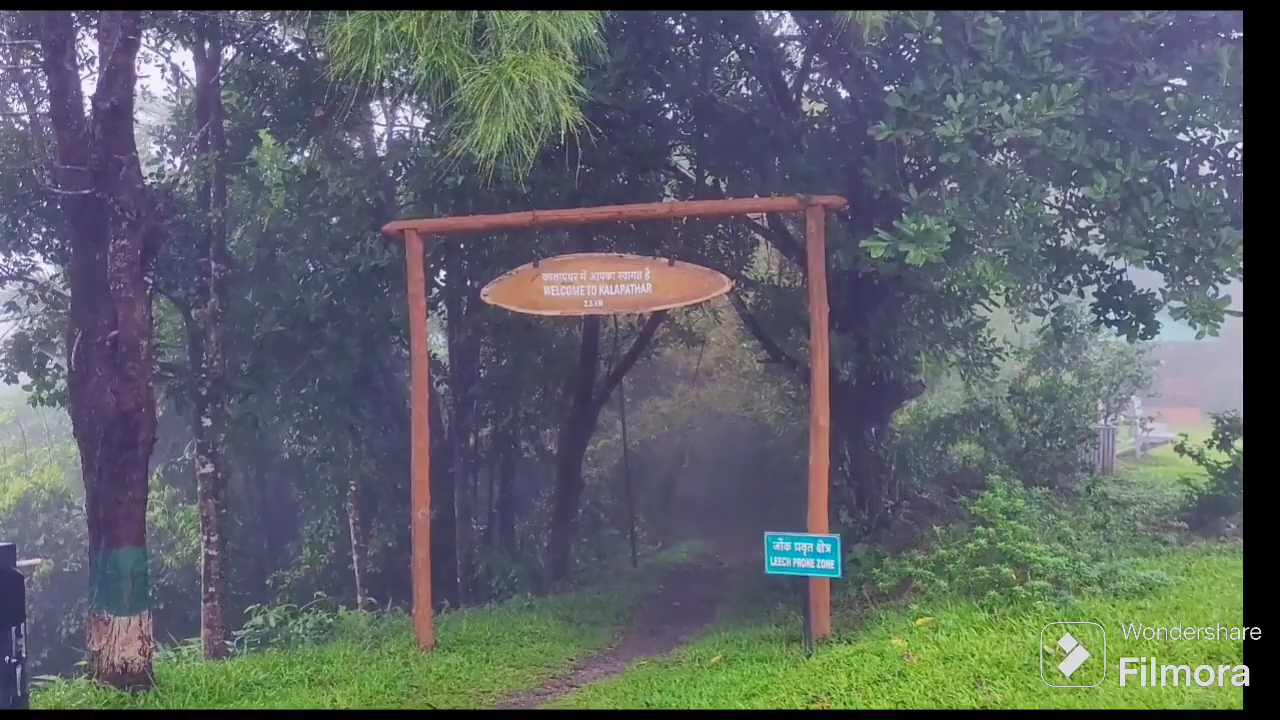 कालापथर में आपका स्वागत है
WELCOME TO KALAPATHAR
2.5 KM
जोंक प्रवृत क्षेत्र
LEECH PRONE ZONE
Wondershare
Filmora